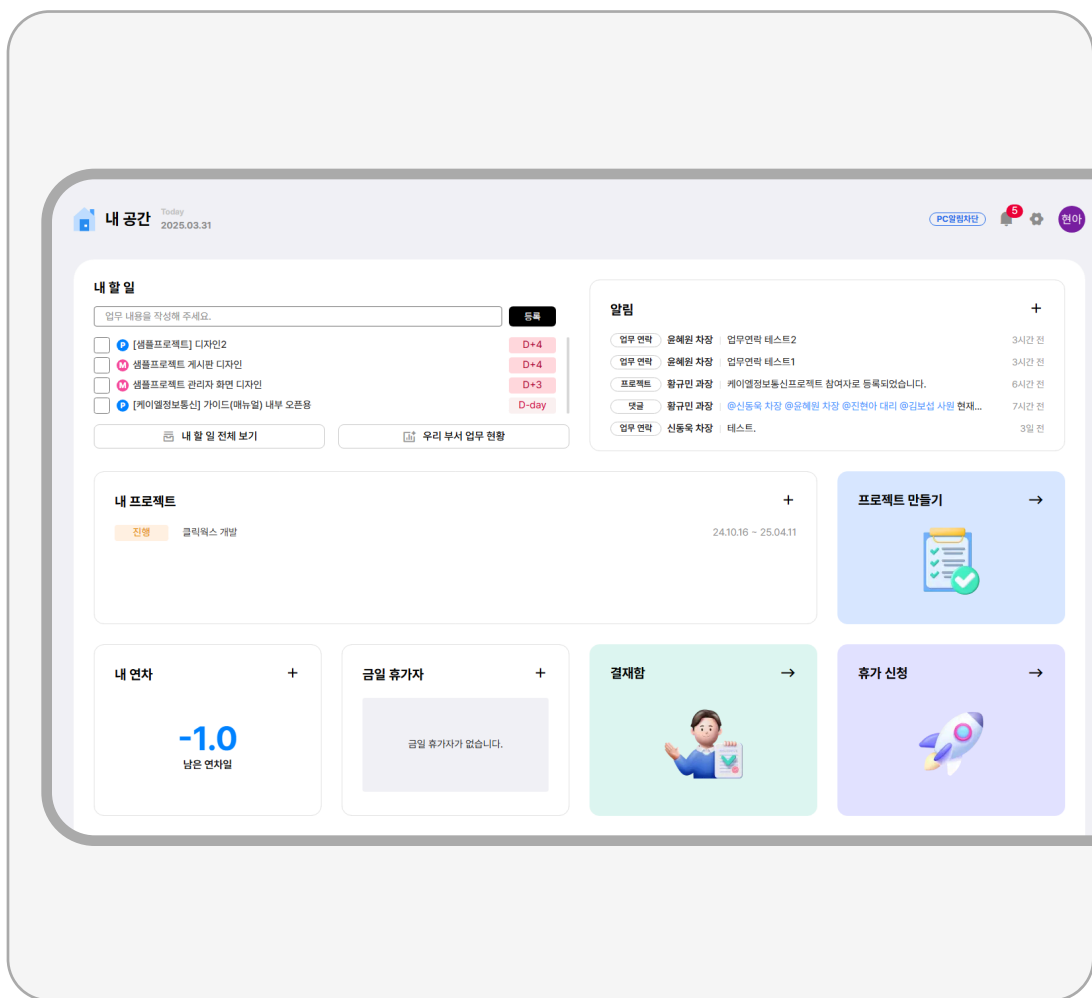 내 공간
Today
2025.03.31
PC알림차단
5
현아
내 할 일
업무 내용을 작성해 주세요.
등록
P [샘플프로젝트] 디자인2 D+4
M 샘플프로젝트 게시판 디자인 D+4
M 샘플프로젝트 관리자 화면 디자인 D+3
P [케이엘정보통신] 가이드(매뉴얼) 내부 오픈용 D-day
내 할 일 전체 보기
우리 부서 업무 현황
알림 +
업무 연락 윤혜원 차장 업무연락 테스트2 3시간 전
업무 연락 윤혜원 차장 업무연락 테스트1 3시간 전
프로젝트 황규민 과장 케이엘정보통신프로젝트 참여자로 등록되었습니다. 6시간 전
댓글 황규민 과장 @신동욱 차장 @윤혜원 차장 @진현아 대리 @김보섭 사원 현재... 7시간 전
업무 연락 신동욱 차장 테스트. 3일 전
내 프로젝트 +
진행 클릭웍스 개발 24.10.16 ~ 25.04.11
프로젝트 만들기 →
내 연차 +
-1.0
남은 연차일
금일 휴가자 +
금일 휴가자가 없습니다.
결재함 →
휴가 신청 →